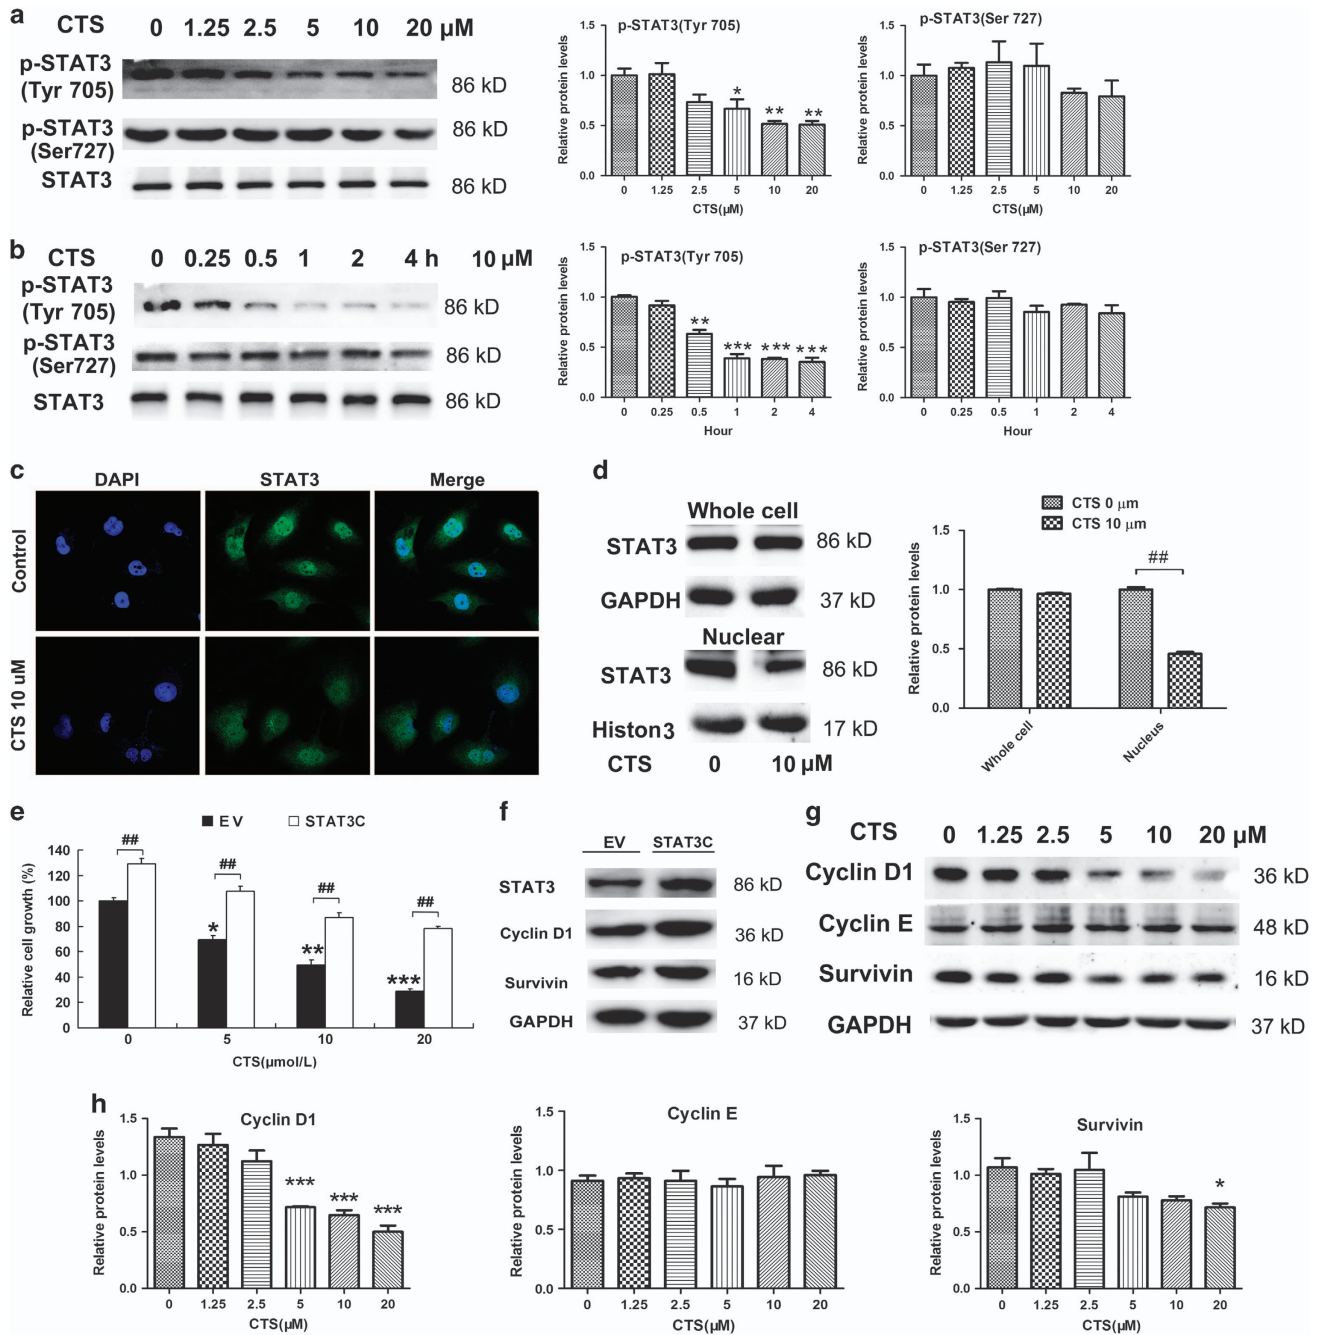 a
CTS 0 1.25 2.5 5 10 20 µM
p-STAT3
(Tyr 705)
86 kD
p-STAT3
(Ser727)
86 kD
STAT3
86 kD
p-STAT3(Tyr 705)
Relative protein levels
1.5
1.0
0.5
0.0
* ** **
0 1.25 2.5 5 10 20
CTS(µM)
p-STAT3(Ser 727)
Relative protein levels
1.5
1.0
0.5
0.0
0 1.25 2.5 5 10 20
CTS(µM)
b
CTS 0 0.25 0.5 1 2 4 h 10 µM
p-STAT3
(Tyr 705)
86 kD
p-STAT3
(Ser727)
86 kD
STAT3
86 kD
p-STAT3(Tyr 705)
Relative protein levels
1.5
1.0
0.5
0.0
** *** *** ***
0 0.25 0.5 1 2 4
Hour
p-STAT3(Ser 727)
Relative protein levels
1.5
1.0
0.5
0.0
0 0.25 0.5 1 2 4
Hour
c
DAPI STAT3 Merge
Control
CTS 10 uM
d
Whole cell
STAT3 86 kD
GAPDH 37 kD
Nuclear
STAT3 86 kD
Histon3 17 kD
CTS 0 10 µM
CTS 0 µm
CTS 10 µm
Relative protein levels
1.5
1.0
0.5
0.0
##
Whole cell
Nucleus
e
EV STAT3C
Relative cell growth (%)
140
120
100
80
60
40
20
0
## ## ## ##
* ** ***
0 5 10 20
CTS(µmol/L)
f
EV STAT3C
STAT3 86 kD
Cyclin D1 36 kD
Survivin 16 kD
GAPDH 37 kD
g
CTS 0 1.25 2.5 5 10 20 µM
Cyclin D1 36 kD
Cyclin E 48 kD
Survivin 16 kD
GAPDH 37 kD
h
Cyclin D1
Relative protein levels
1.5
1.0
0.5
0.0
*** *** ***
0 1.25 2.5 5 10 20
CTS(µM)
Cyclin E
Relative protein levels
1.5
1.0
0.5
0.0
0 1.25 2.5 5 10 20
CTS(µM)
Survivin
Relative protein levels
1.5
1.0
0.5
0.0
*
0 1.25 2.5 5 10 20
CTS(µM)